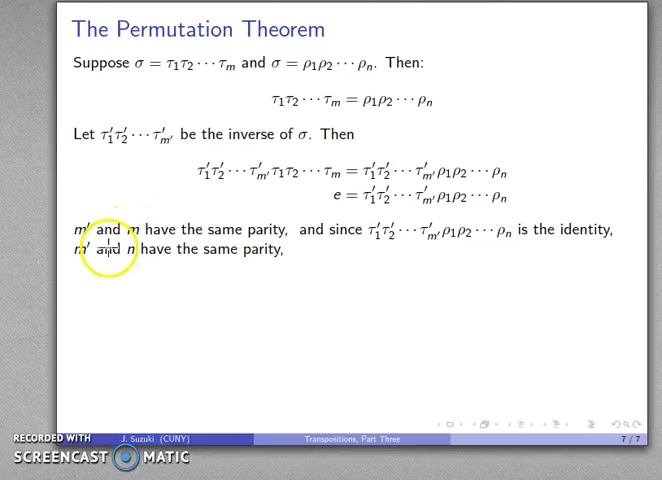 The Permutation Theorem
Suppose σ = τ₁τ₂ ⋯ τₘ and σ = ρ₁ρ₂ ⋯ ρₙ. Then:
τ₁τ₂ ⋯ τₘ = ρ₁ρ₂ ⋯ ρₙ
Let τ′₁τ′₂ ⋯ τ′ₘ′ be the inverse of σ. Then
τ′₁τ′₂ ⋯ τ′ₘ′τ₁τ₂ ⋯ τₘ = τ′₁τ′₂ ⋯ τ′ₘ′ρ₁ρ₂ ⋯ ρₙ
e = τ′₁τ′₂ ⋯ τ′ₘ′ρ₁ρ₂ ⋯ ρₙ
m′ and m have the same parity, and since τ′₁τ′₂ ⋯ τ′ₘ′ρ₁ρ₂ ⋯ ρₙ is the identity,
m′ and n have the same parity,
J. Suzuki (CUNY) Transpositions, Part Three 7 / 7
RECORDED WITH
SCREENCAST MATIC